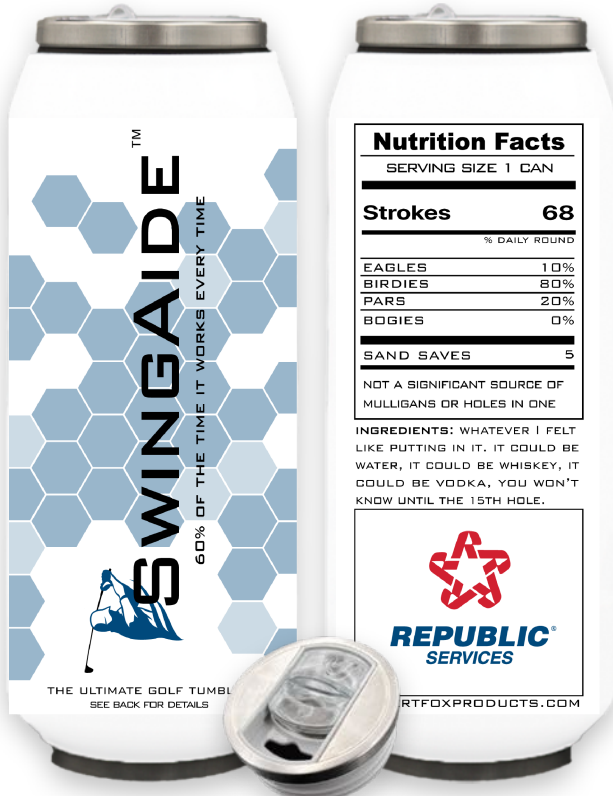 SWINGAIDE™
60% OF THE TIME IT WORKS EVERY TIME
THE ULTIMATE GOLF
SEE BACK FOR DETAILS
Nutrition Facts
SERVING SIZE 1 CAN
Strokes 68
% DAILY ROUND
EAGLES 10%
BIRDIES 80%
PARS 20%
BOGIES 0%
SAND SAVES 5
NOT A SIGNIFICANT SOURCE OF
MULLIGANS OR HOLES IN ONE
INGREDIENTS: WHATEVER I FELT
LIKE PUTTING IN IT. IT COULD BE
WATER, IT COULD BE WHISKEY, IT
COULD BE VODKA, YOU WON'T
KNOW UNTIL THE 15TH HOLE.
REPUBLIC®
SERVICES
RTFOXPRODUCTS.COM